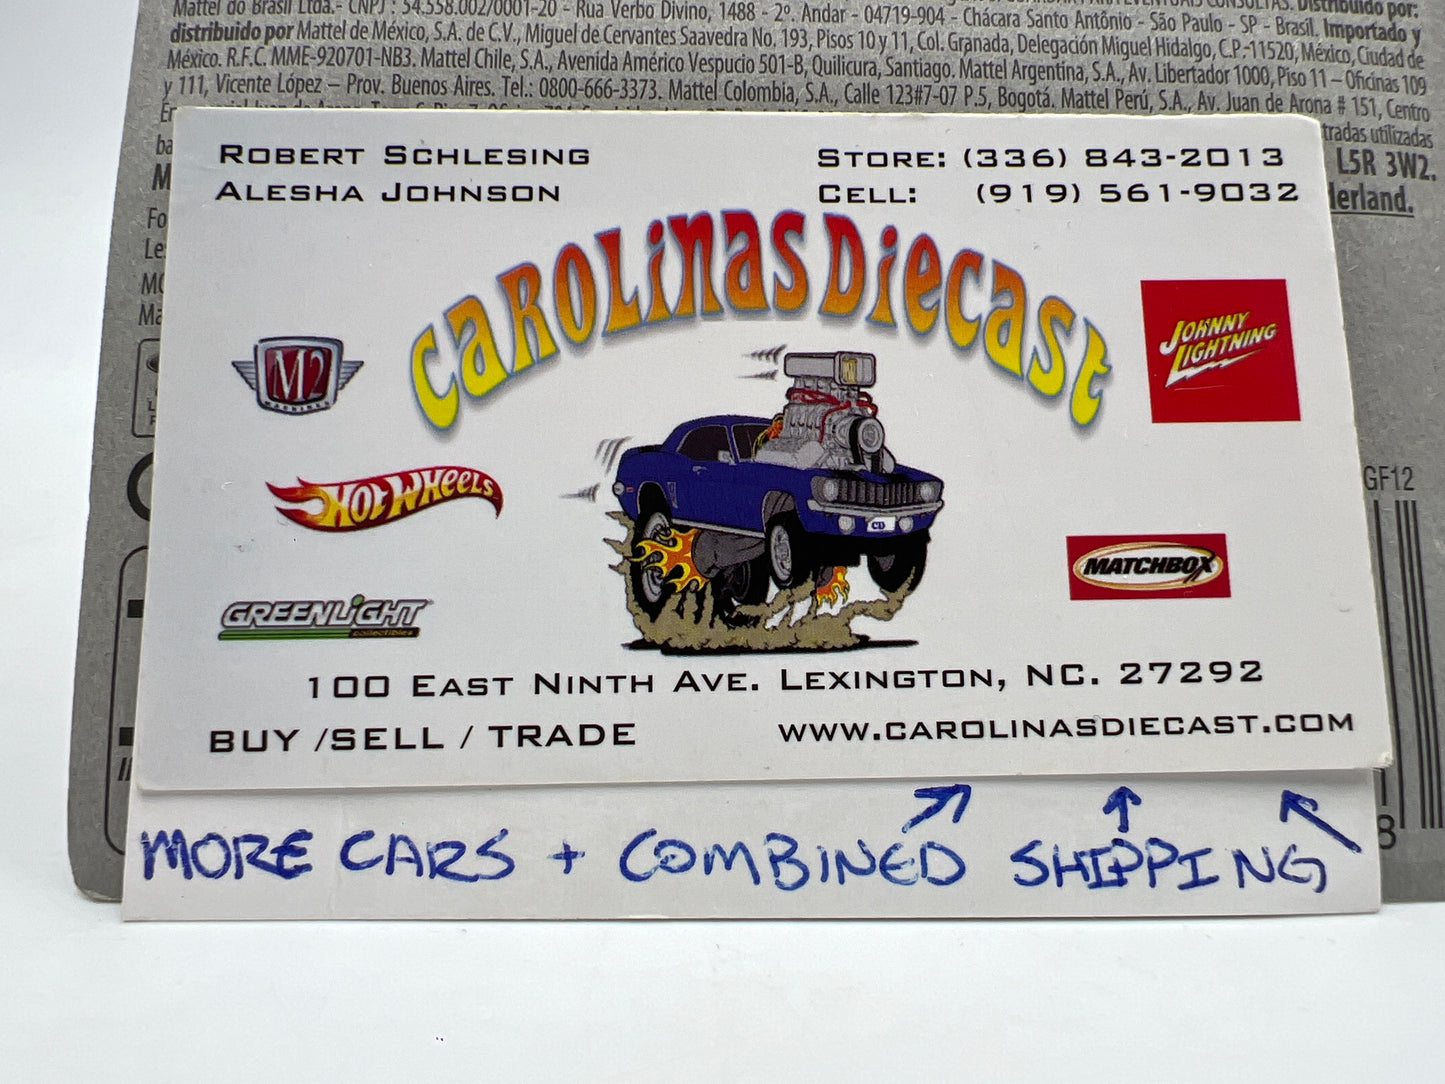 Mattel do Brasil Ltda.- CNPJ : 54.558.002/0001-20 - Rua Verbo Divino, 1488 - 2º. Andar - 04719-904 - Chácara Santo Antônio - São Paulo - SP - Brasil. Importado y
distribuido por Mattel de México, S.A. de C.V., Miguel de Cervantes Saavedra No. 193, Pisos 10 y 11, Col. Granada, Delegación Miguel Hidalgo, C.P. 11520, México, Ciudad de
México. R.F.C. MME-920701-NB3. Mattel Chile, S.A., Avenida Américo Vespucio 501-B, Quilicura, Santiago. Mattel Argentina, S.A., Av. Libertador 1000, Piso 11 – Oficinas 109
y 111, Vicente López – Prov. Buenos Aires. Tel.: 0800-666-3373. Mattel Colombia, S.A., Calle 123#7-07 P.5, Bogotá. Mattel Perú, S.A., Av. Juan de Arona # 151, Centro
tradas utilizadas
L5R 3W2.
ROBERT SCHLESING
ALESHA JOHNSON
STORE: (336) 843-2013
CELL: (919) 561-9032
CAROLINAS DIECAST
M2
MACHINES
JOHNNY
LIGHTNING
HOT WHEELS
GF12
CD
MATCHBOX
GREENLIGHT
collectibles
100 EAST NINTH AVE. LEXINGTON, NC. 27292
BUY /SELL / TRADE
WWW.CAROLINASDIECAST.COM
MORE CARS + COMBINED SHIPPING
8